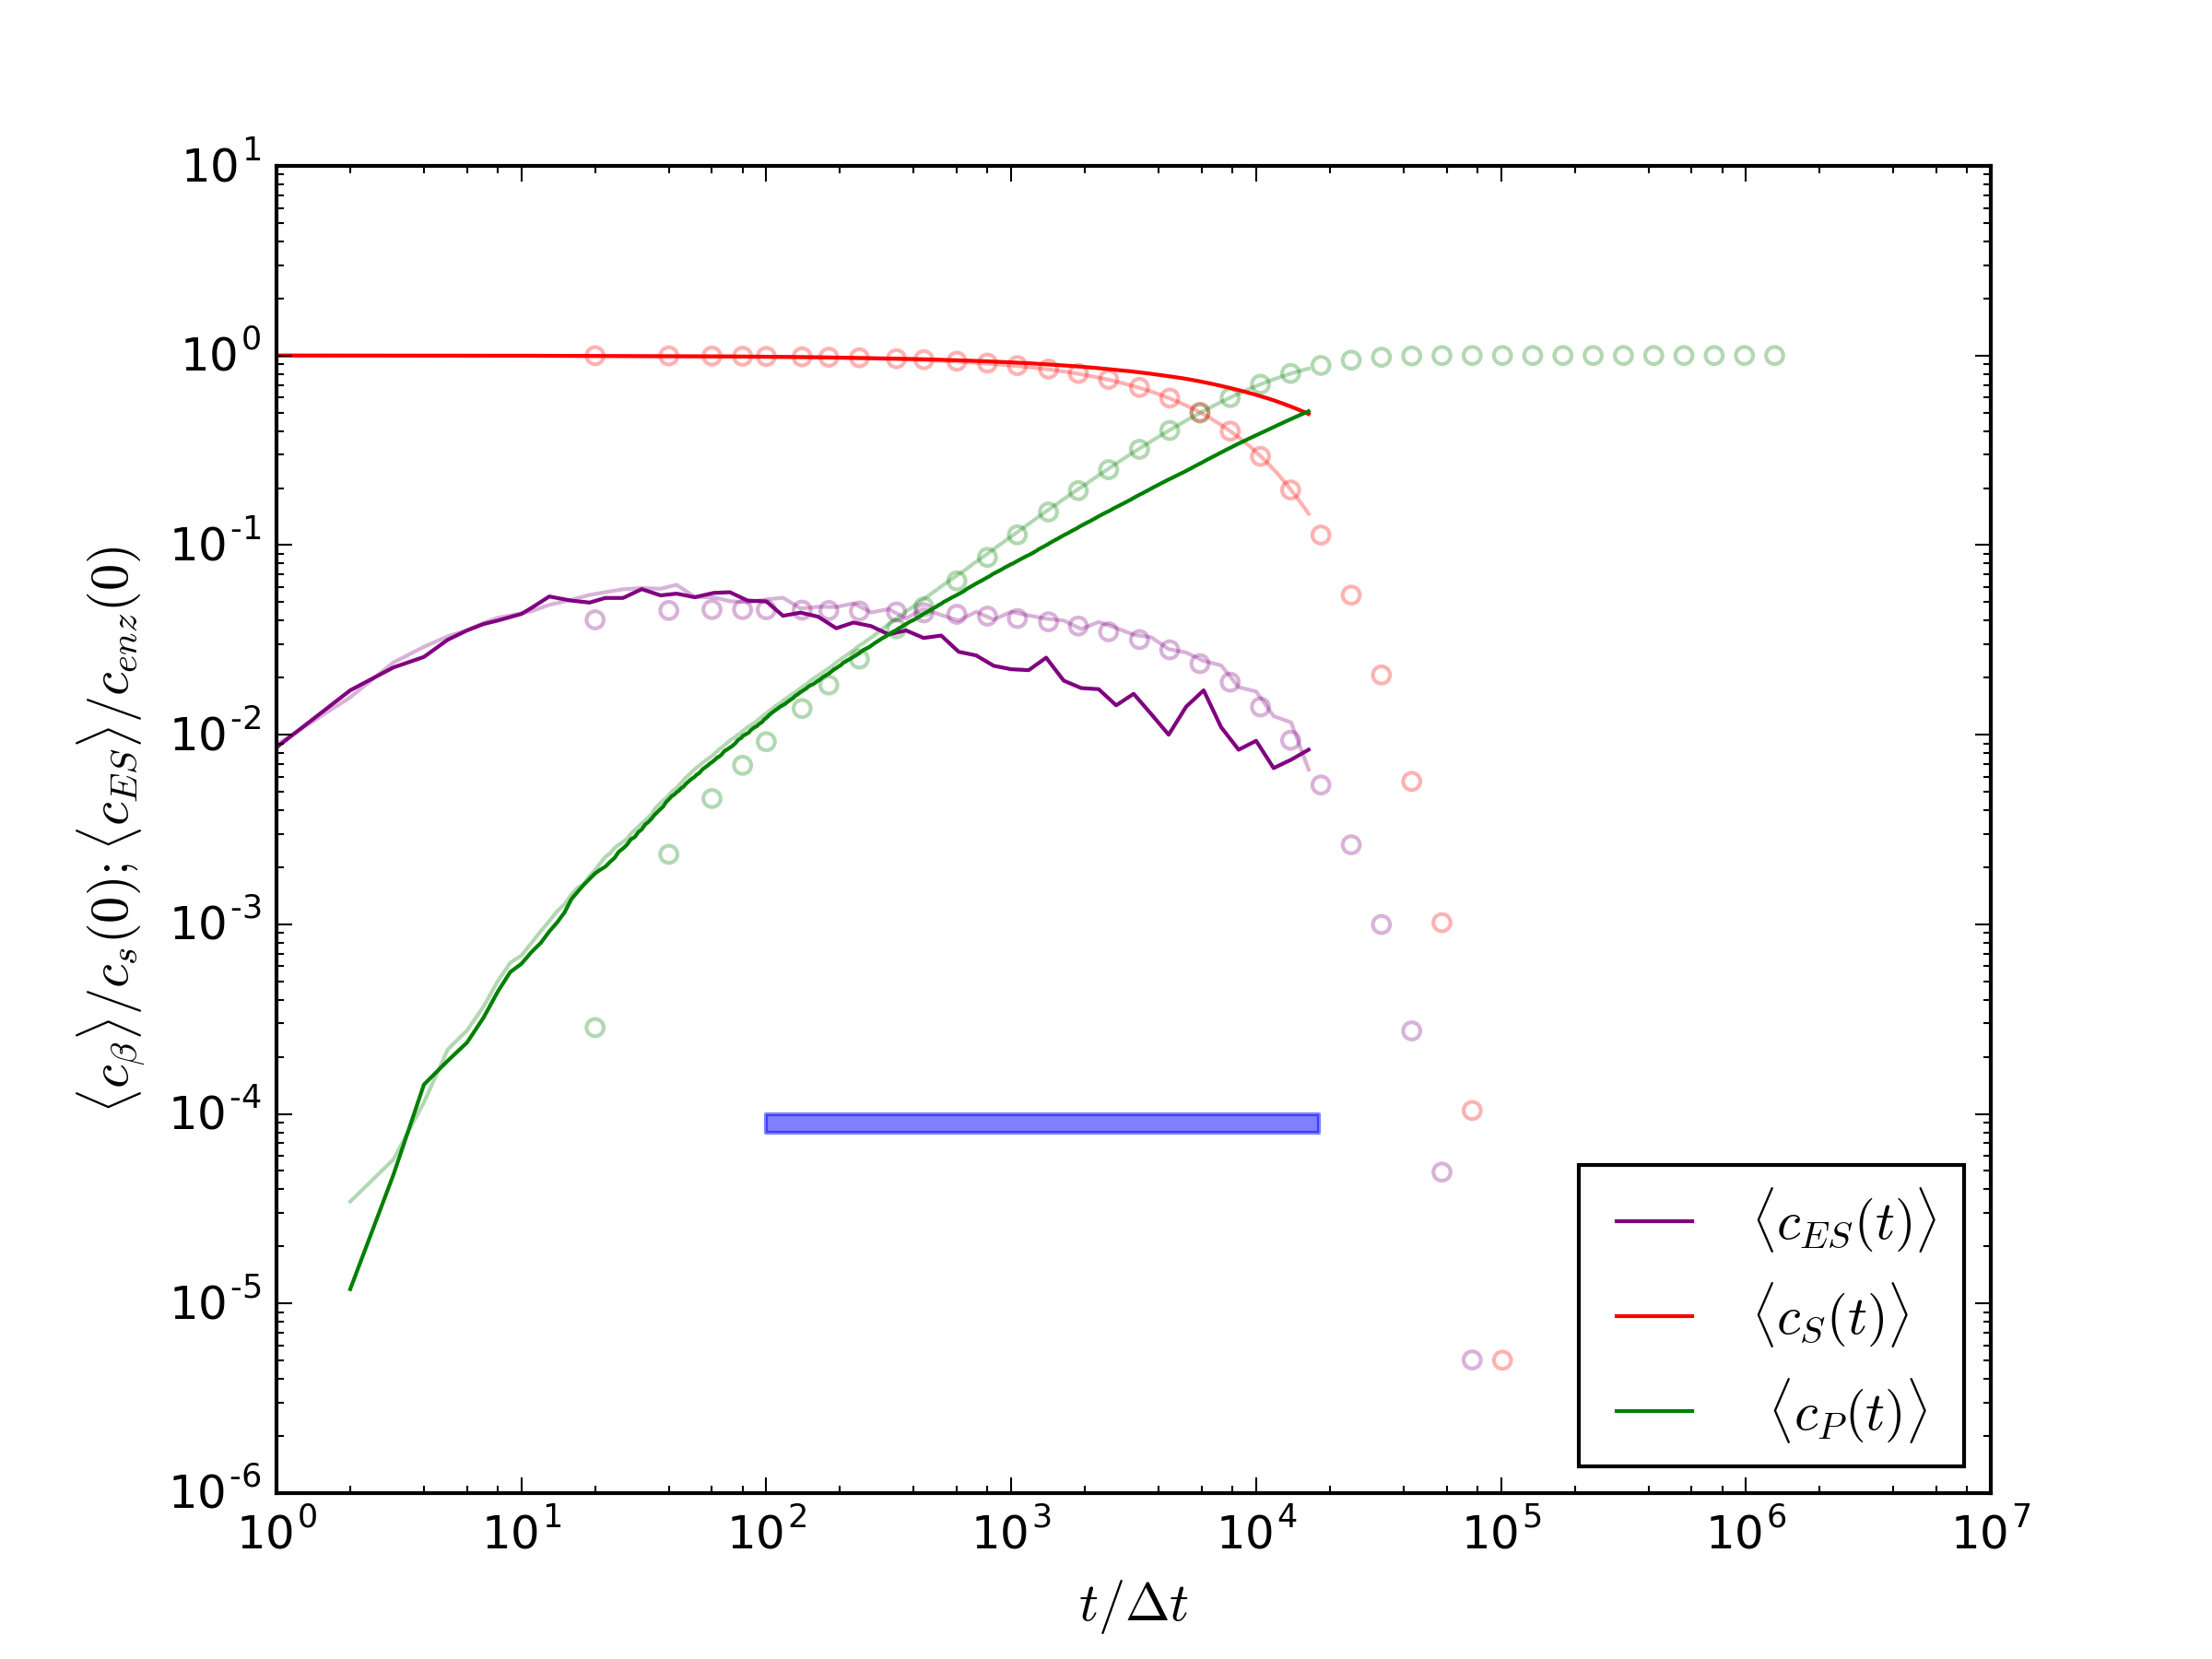 10^1
10^0
10^-1
10^-2
10^-3
10^-4
10^-5
10^-6
⟨c_β⟩/c_s(0); ⟨c_ES⟩/c_enz(0)
⟨c_ES(t)⟩
⟨c_S(t)⟩
⟨c_P(t)⟩
10^0 10^1 10^2 10^3 10^4 10^5 10^6 10^7
t/Δt